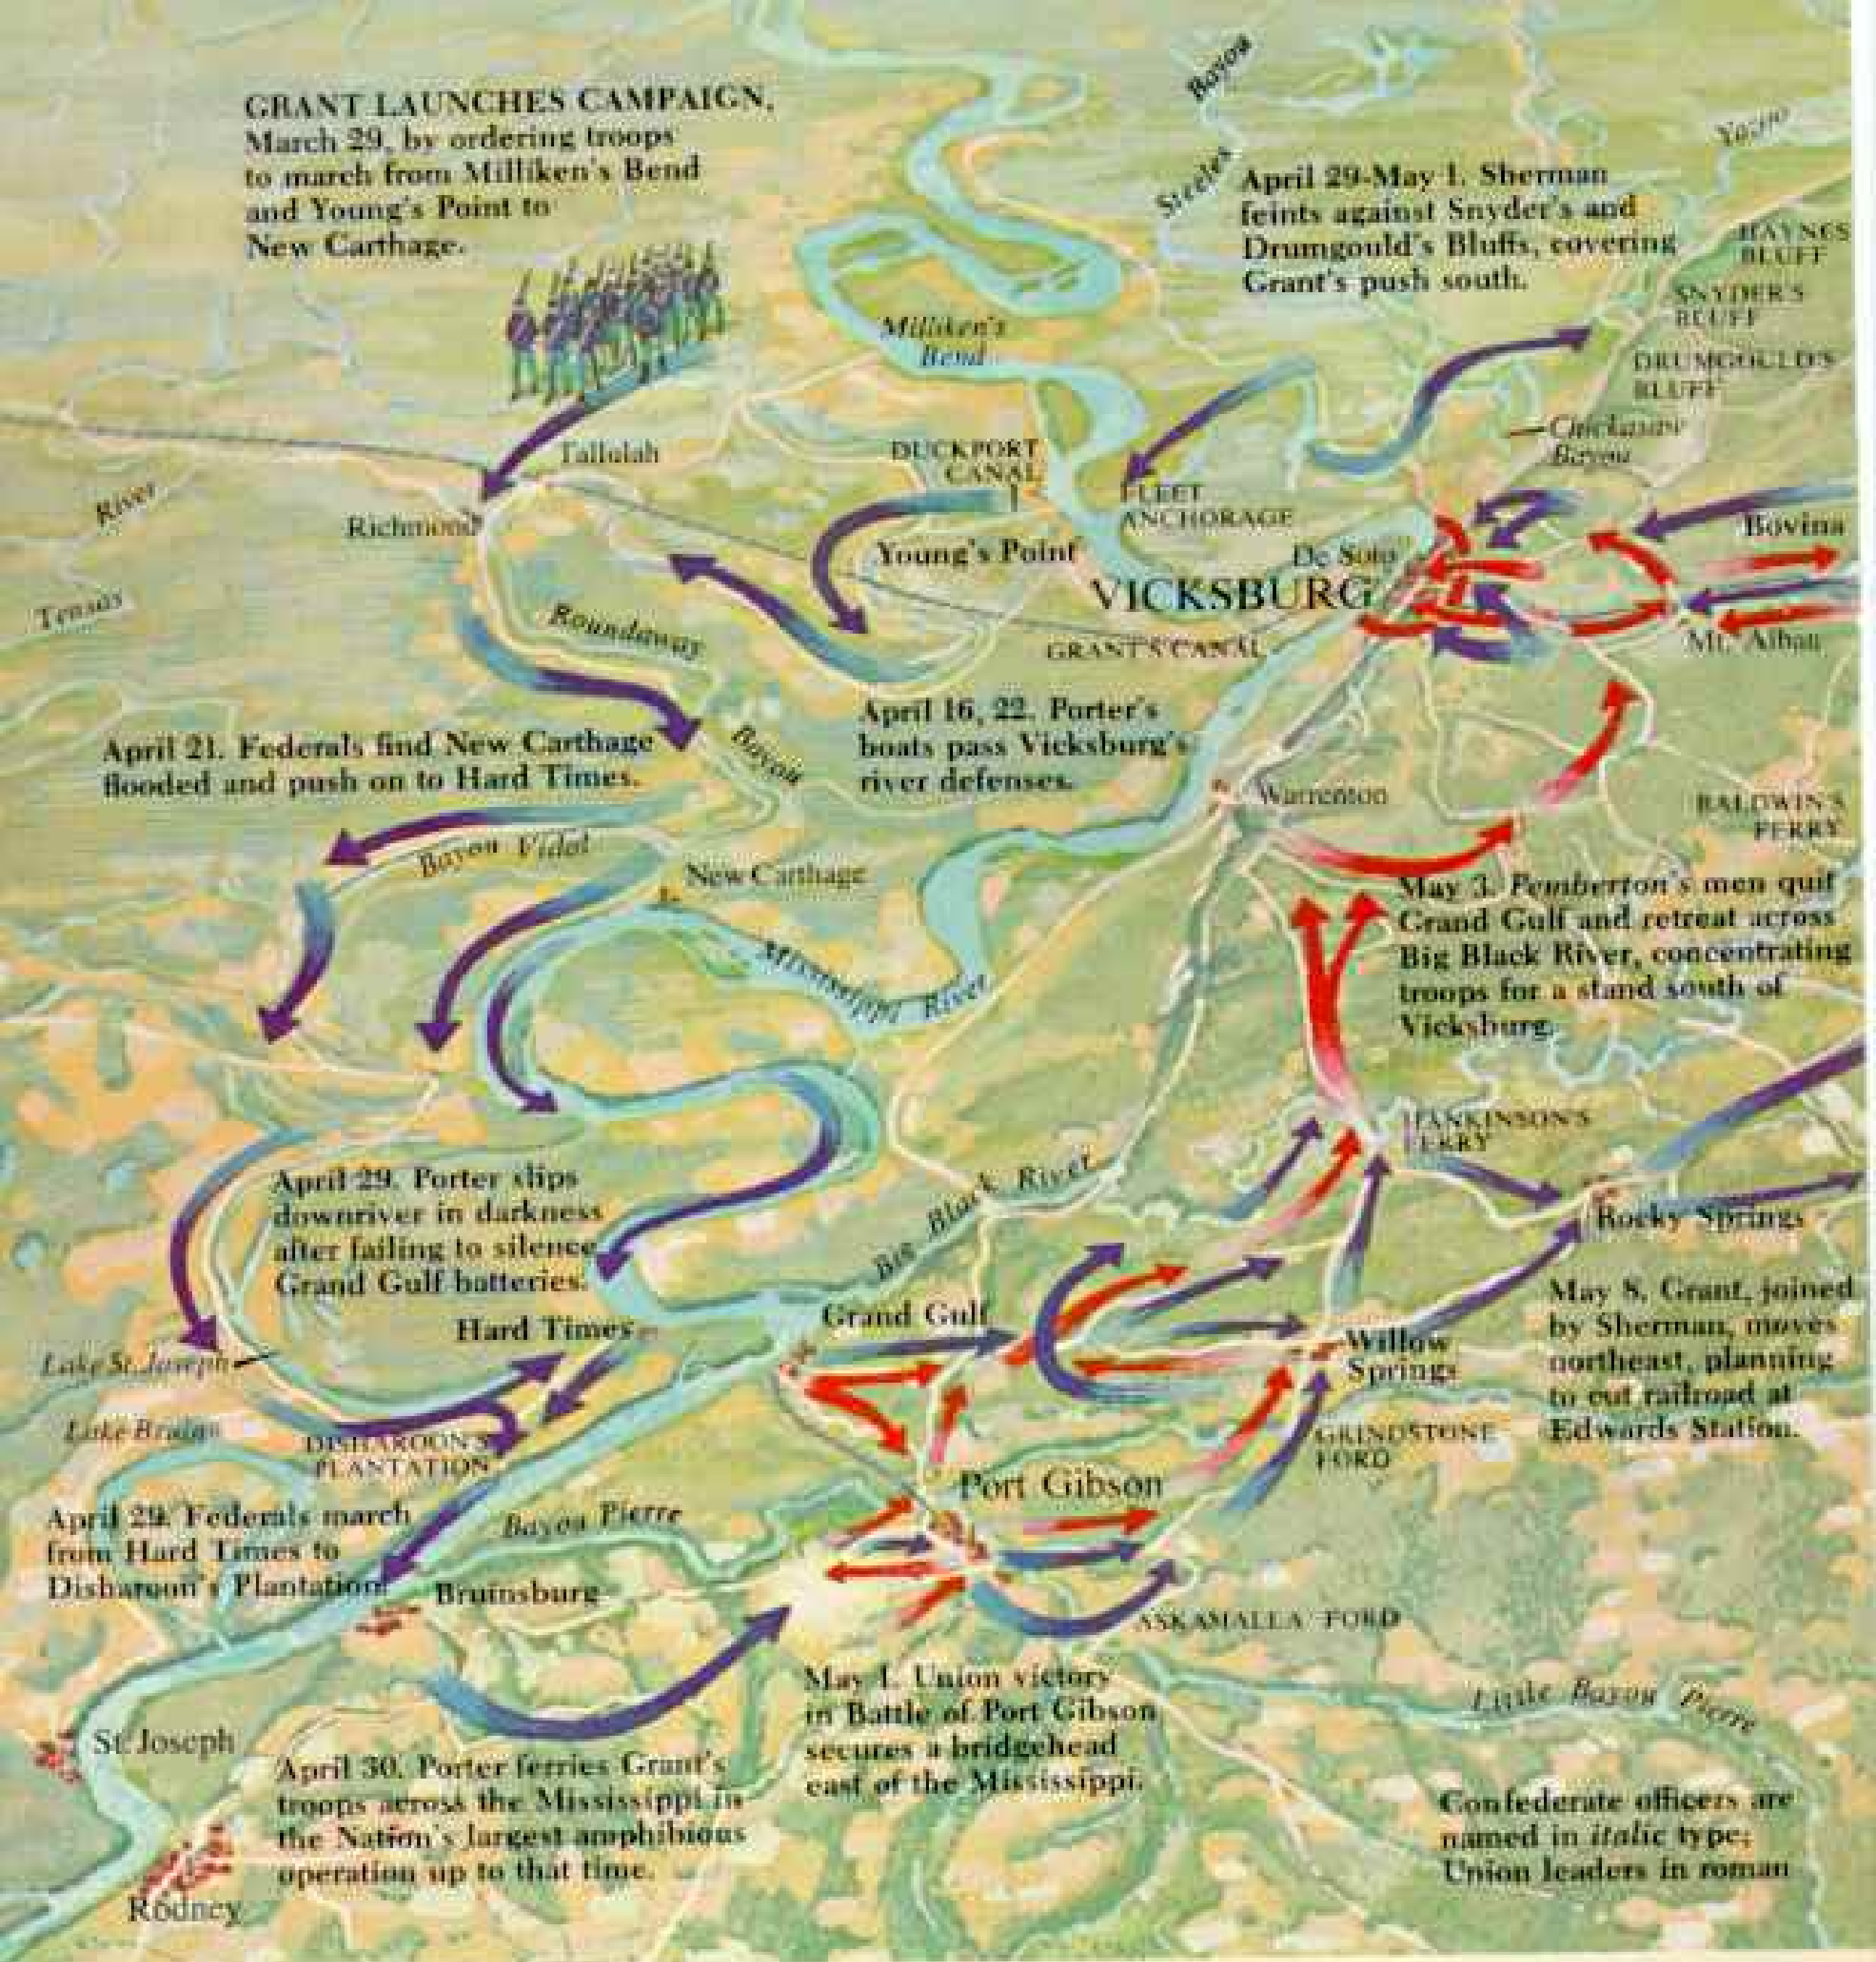 GRANT LAUNCHES CAMPAIGN,
March 29, by ordering troops
to march from Milliken's Bend
and Young's Point to
New Carthage.
Steeles Bayou
Yazoo
April 29-May 1. Sherman
feints against Snyder's and
Drumgould's Bluffs, covering
Grant's push south.
HAYNES
BLUFF
SNYDER'S
BLUFF
DRUMGOULD'S
BLUFF
Chickasaw
Bayou
Milliken's
Bend
Tallulah
DUCKPORT
CANAL
FLEET
ANCHORAGE
Richmond
Tensas River
Young's Point
De Soto
Bovina
VICKSBURG
Mt. Alban
GRANT'S CANAL
Roundaway Bayou
April 16, 22. Porter's
boats pass Vicksburg's
river defenses.
April 21. Federals find New Carthage
flooded and push on to Hard Times.
Warrenton
BALDWIN'S
FERRY
Bayou Vidal
New Carthage
Mississippi River
May 3. Pemberton's men quit
Grand Gulf and retreat across
Big Black River, concentrating
troops for a stand south of
Vicksburg.
HANKINSON'S
FERRY
Big Black River
Rocky Springs
April 29. Porter slips
downriver in darkness
after failing to silence
Grand Gulf batteries.
Hard Times
Grand Gulf
Willow
Springs
May 8. Grant, joined
by Sherman, moves
northeast, planning
to cut railroad at
Edwards Station.
Lake St. Joseph
Lake Bruin
DISHAROON'S
PLANTATION
GRINDSTONE
FORD
Port Gibson
April 29. Federals march
from Hard Times to
Disharoon's Plantation.
Bayou Pierre
Bruinsburg
ASKAMALLA FORD
May 1. Union victory
in Battle of Port Gibson
secures a bridgehead
east of the Mississippi.
Little Bayou Pierre
St. Joseph
April 30. Porter ferries Grant's
troops across the Mississippi in
the Nation's largest amphibious
operation up to that time.
Rodney
Confederate officers are
named in italic type;
Union leaders in roman